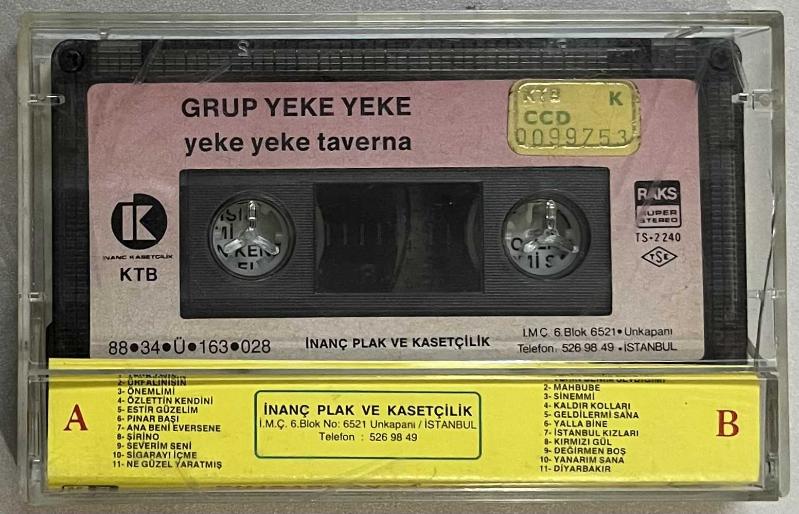 GRUP YEKE YEKE
yeke yeke taverna
KTB K
CCD
0099753
İNANÇ KASETÇİLİK
KTB
RAKS
SUPER
STEREO
TS-2240
TSE
88•34•Ü•163•028
İNANÇ PLAK VE KASETÇİLİK
İ.M.Ç. 6.Blok 6521 • Unkapanı
Telefon: 526 98 49 • İSTANBUL
A
2- URFALININSIN
3- ÖNEMLİMİ
4- ÖZLETTİN KENDİNİ
5- ESTİR GÜZELİM
6- PINAR BAŞI
7- ANA BENİ EVERSENE
8- ŞİRİNO
9- SEVERİM SENİ
10- SİGARAYI İÇME
11- NE GÜZEL YARATMIŞ
İNANÇ PLAK VE KASETÇİLİK
İ.M.Ç. 6.Blok No: 6521 Unkapanı / İSTANBUL
Telefon : 526 98 49
2- MAHBUBE
3- SİNEMMİ
4- KALDIR KOLLARI
5- GELDİLERMİ SANA
6- YALLA BİNE
7- İSTANBUL KIZLARI
8- KIRMIZI GÜL
9- DEĞİRMEN BOŞ
10- YANARIM SANA
11- DİYARBAKIR
B